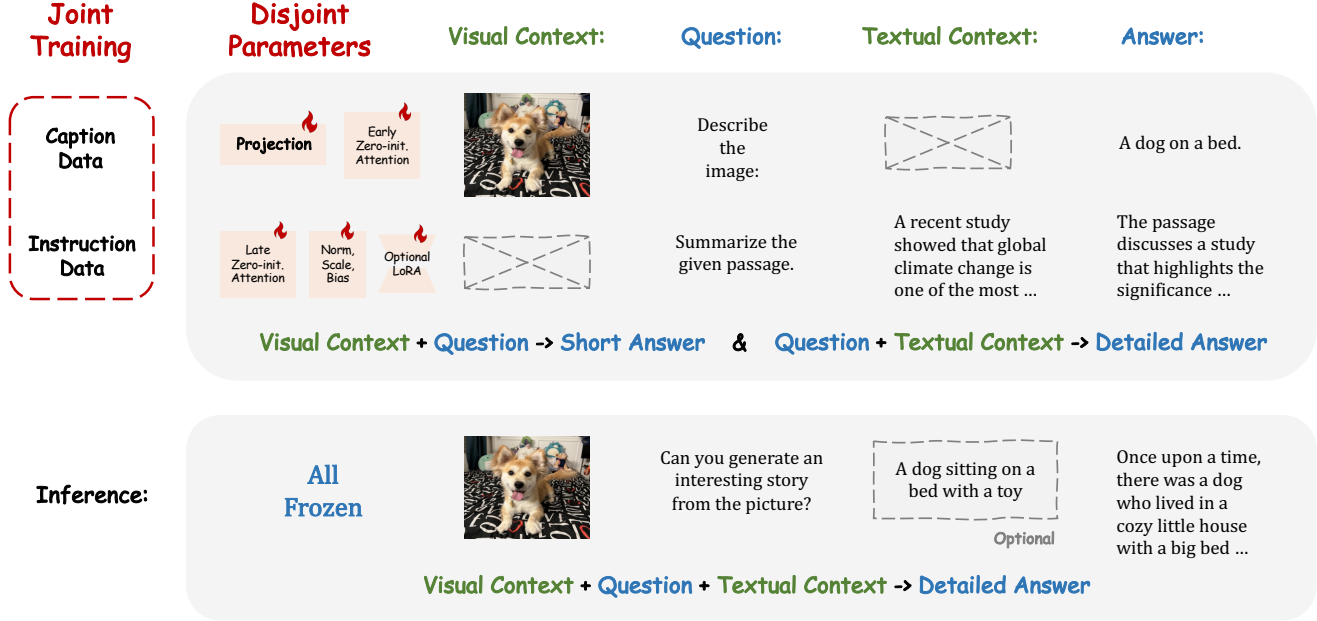 Joint
Training
Disjoint
Parameters
Visual Context:
Question:
Textual Context:
Answer:
Caption
Data
Projection
Early
Zero-init.
Attention
Describe
the
image:
A dog on a bed.
Instruction
Data
Late
Zero-init.
Attention
Norm,
Scale,
Bias
Optional
LoRA
Summarize the
given passage.
A recent study
showed that global
climate change is
one of the most ...
The passage
discusses a study
that highlights the
significance ...
Visual Context + Question -> Short Answer & Question + Textual Context -> Detailed Answer
Inference:
All
Frozen
Can you generate an
interesting story
from the picture?
A dog sitting on a
bed with a toy
Optional
Once upon a time,
there was a dog
who lived in a
cozy little house
with a big bed ...
Visual Context + Question + Textual Context -> Detailed Answer